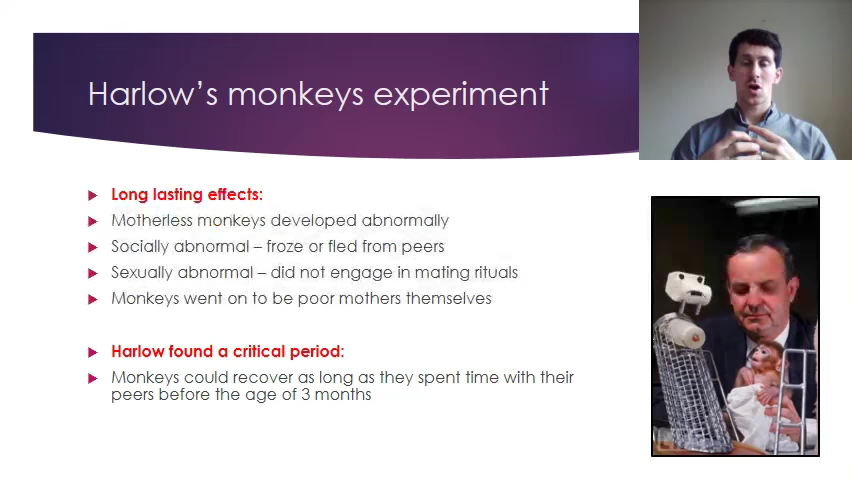 Harlow’s monkeys experiment
Long lasting effects:
Motherless monkeys developed abnormally
Socially abnormal – froze or fled from peers
Sexually abnormal – did not engage in mating rituals
Monkeys went on to be poor mothers themselves
Harlow found a critical period:
Monkeys could recover as long as they spent time with their
peers before the age of 3 months